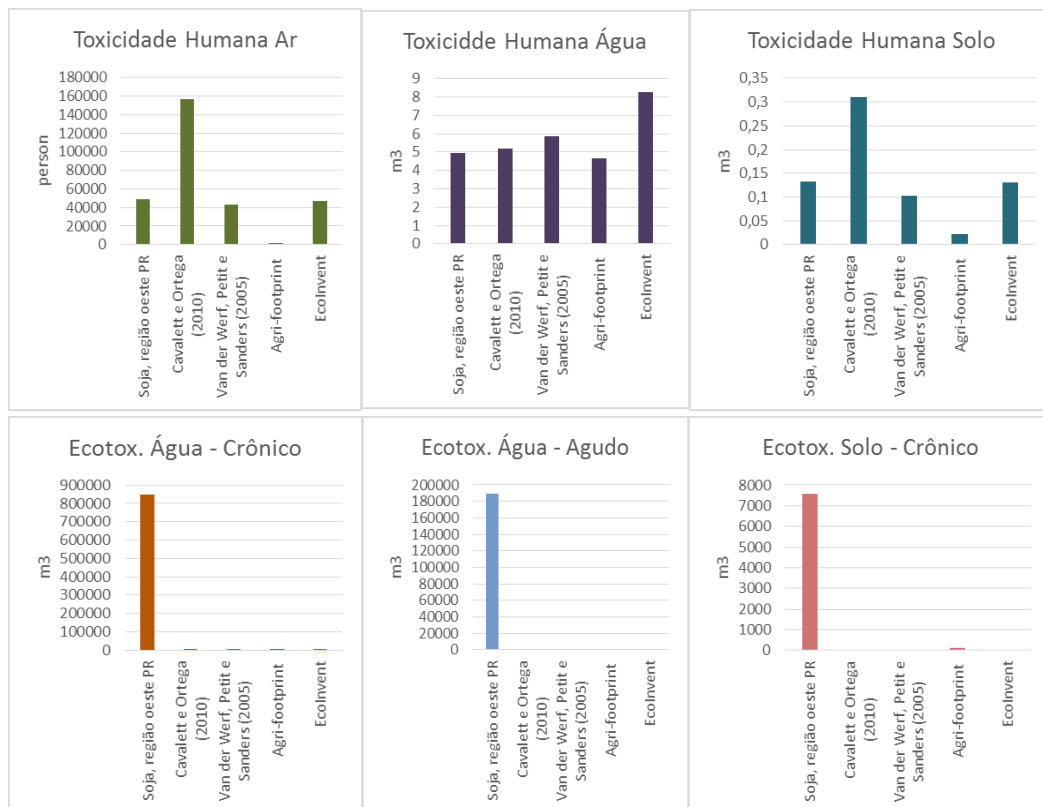 Toxicidade Humana Ar
180000
160000
140000
120000
100000
80000
60000
40000
20000
0
person
Soja, região oeste PR
Cavalett e Ortega
(2010)
Van der Werf, Petit e
Sanders (2005)
Agri-footprint
EcoInvent
Toxicidde Humana Água
9
8
7
6
5
4
3
2
1
0
m3
Soja, região oeste PR
Cavalett e Ortega
(2010)
Van der Werf, Petit e
Sanders (2005)
Agri-footprint
EcoInvent
Toxicidade Humana Solo
0,35
0,3
0,25
0,2
0,15
0,1
0,05
0
m3
Soja, região oeste PR
Cavalett e Ortega
(2010)
Van der Werf, Petit e
Sanders (2005)
Agri-footprint
EcoInvent
Ecotox. Água - Crônico
900000
800000
700000
600000
500000
400000
300000
200000
100000
0
m3
Soja, região oeste PR
Cavalett e Ortega
(2010)
Van der Werf, Petit e
Sanders (2005)
Agri-footprint
EcoInvent
Ecotox. Água - Agudo
200000
180000
160000
140000
120000
100000
80000
60000
40000
20000
0
m3
Soja, região oeste PR
Cavalett e Ortega
(2010)
Van der Werf, Petit e
Sanders (2005)
Agri-footprint
EcoInvent
Ecotox. Solo - Crônico
8000
7000
6000
5000
4000
3000
2000
1000
0
m3
Soja, região oeste PR
Cavalett e Ortega
(2010)
Van der Werf, Petit e
Sanders (2005)
Agri-footprint
EcoInvent